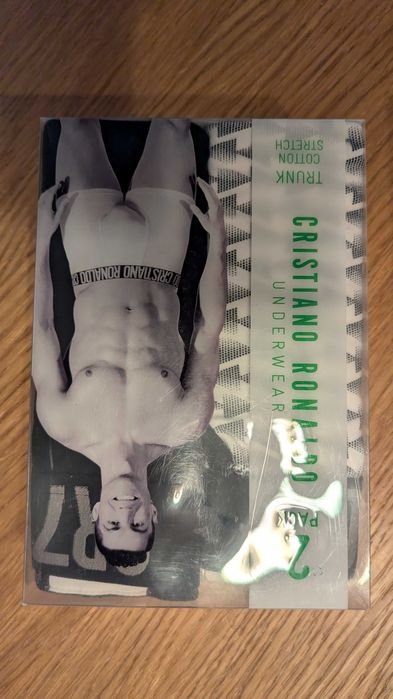 CRISTIANO RONALDO
UNDERWEAR
TRUNK
COTTON
STRETCH
2
PACK
CRISTIANO RONALDO
CR7